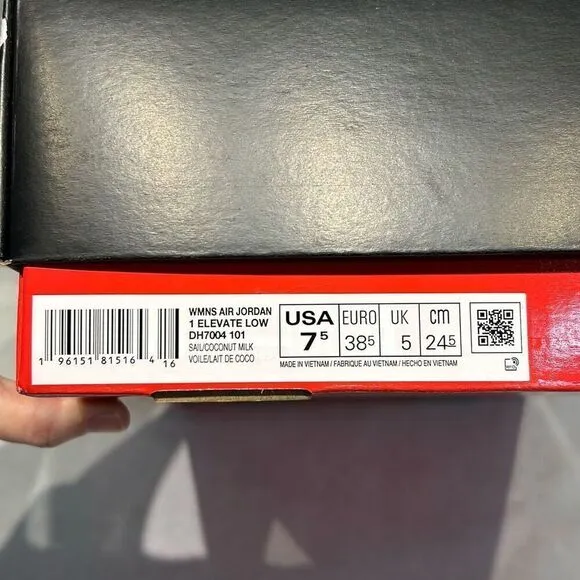 WMNS AIR JORDAN
1 ELEVATE LOW
DH7004 101
SAIL/COCONUT MILK
VOILE/LAIT DE COCO
1 96151 81516 4 16
USA EURO UK cm
7⁵ 38⁵ 5 24⁵
MADE IN VIETNAM / FABRIQUE AU VIETNAM / HECHO EN VIETNAM